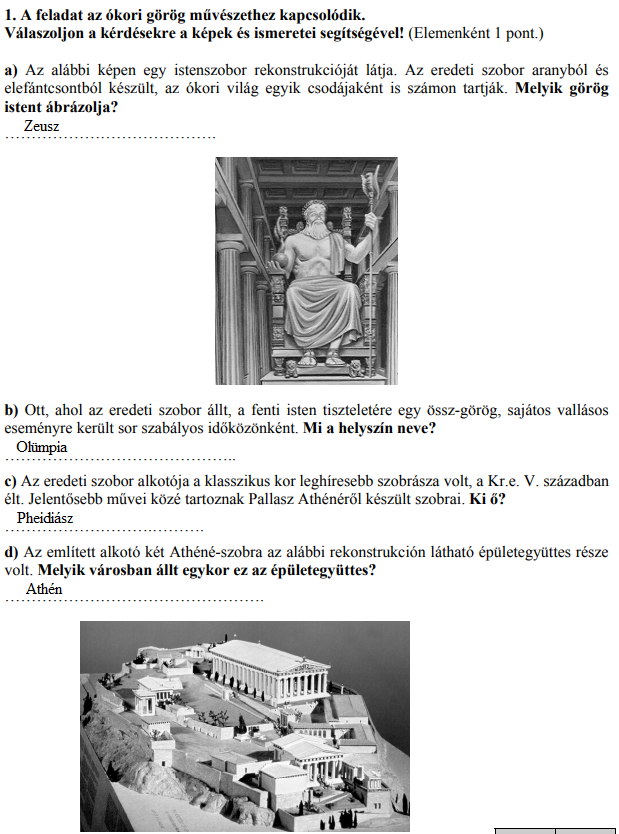 1. A feladat az ókori görög művészethez kapcsolódik.
Válaszoljon a kérdésekre a képek és ismeretei segítségével! (Elemenként 1 pont.)
a) Az alábbi képen egy istenszobor rekonstrukcióját látja. Az eredeti szobor aranyból és
elefántcsontból készült, az ókori világ egyik csodájaként is számon tartják. Melyik görög
istent ábrázolja?
Zeusz
…………………………………….
b) Ott, ahol az eredeti szobor állt, a fenti isten tiszteletére egy össz-görög, sajátos vallásos
eseményre került sor szabályos időközönként. Mi a helyszín neve?
Olümpia
……………………………………..
c) Az eredeti szobor alkotója a klasszikus kor leghíresebb szobrásza volt, a Kr.e. V. században
élt. Jelentősebb művei közé tartoznak Pallasz Athénéről készült szobrai. Ki ő?
Pheidiász
……………………….……….
d) Az említett alkotó két Athéné-szobra az alábbi rekonstrukción látható épületegyüttes része
volt. Melyik városban állt egykor ez az épületegyüttes?
Athén
………………………………………….